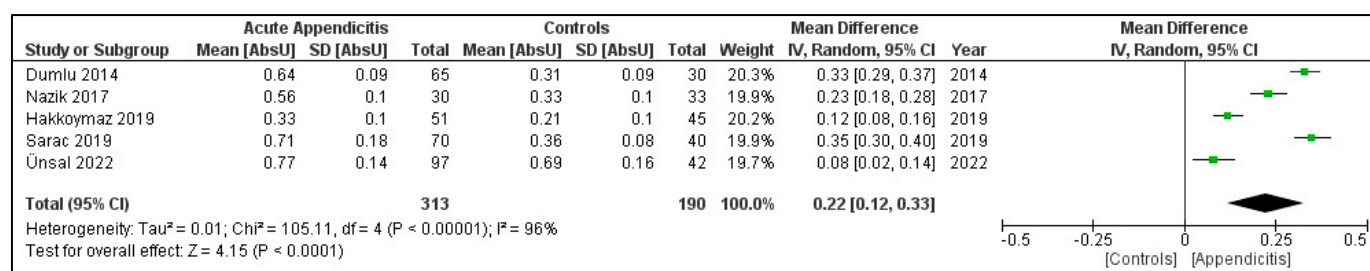 Acute Appendicitis Controls Mean Difference Mean Difference
Study or Subgroup Mean [AbsU] SD [AbsU] Total Mean [AbsU] SD [AbsU] Total Weight IV, Random, 95% CI Year IV, Random, 95% CI
Dumlu 2014 0.64 0.09 65 0.31 0.09 30 20.3% 0.33 [0.29, 0.37] 2014
Nazik 2017 0.56 0.1 30 0.33 0.1 33 19.9% 0.23 [0.18, 0.28] 2017
Hakkoymaz 2019 0.33 0.1 51 0.21 0.1 45 20.2% 0.12 [0.08, 0.16] 2019
Sarac 2019 0.71 0.18 70 0.36 0.08 40 19.9% 0.35 [0.30, 0.40] 2019
Ünsal 2022 0.77 0.14 97 0.69 0.16 42 19.7% 0.08 [0.02, 0.14] 2022
Total (95% CI) 313 190 100.0% 0.22 [0.12, 0.33]
Heterogeneity: Tau² = 0.01; Chi² = 105.11, df = 4 (P < 0.00001); I² = 96%
Test for overall effect: Z = 4.15 (P < 0.0001)
-0.5 -0.25 0 0.25 0.5
[Controls] [Appendicitis]